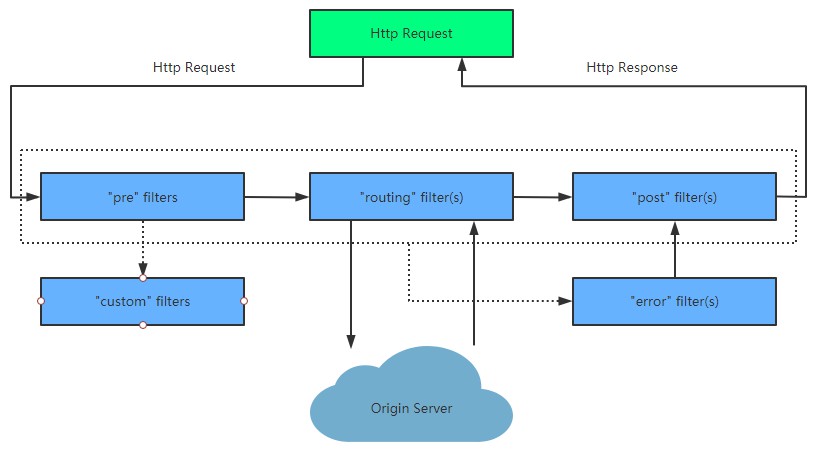 Http Request
Http Request
Http Response
"pre" filters
"routing" filter(s)
"post" filter(s)
"custom" filters
"error" filter(s)
Origin Server